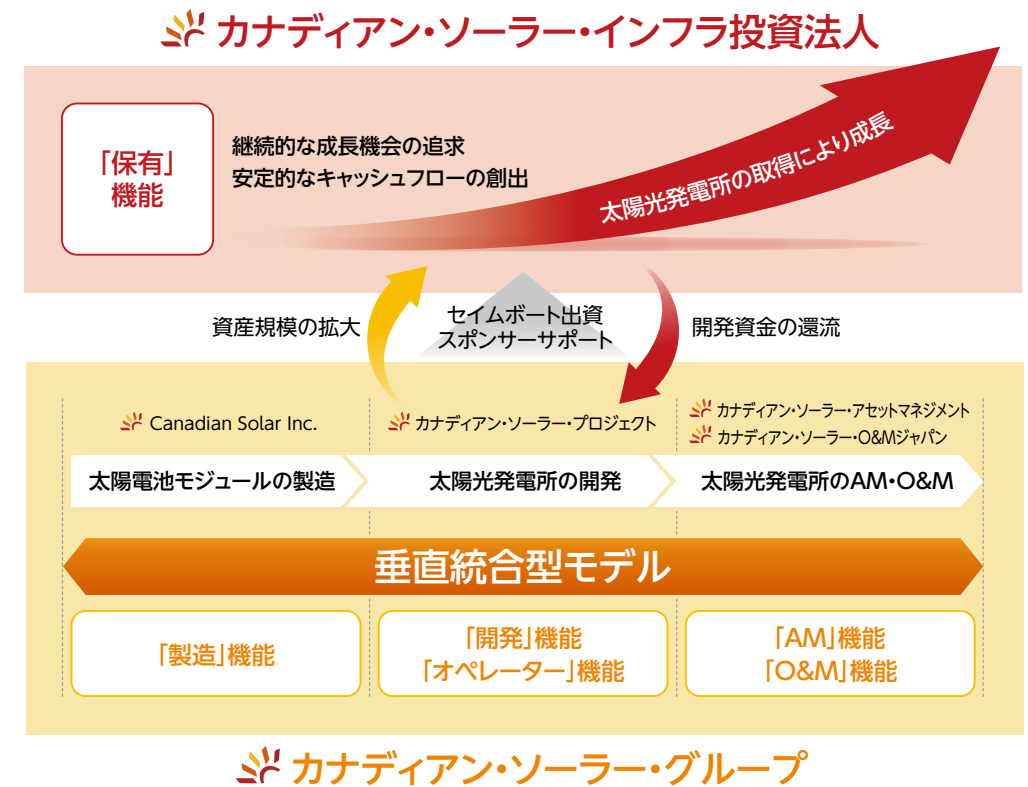 カナディアン・ソーラー・インフラ投資法人
「保有」
機能
継続的な成長機会の追求
安定的なキャッシュフローの創出
太陽光発電所の取得により成長
資産規模の拡大
セイムボート出資
スポンサーサポート
開発資金の還流
Canadian Solar Inc.
カナディアン・ソーラー・プロジェクト
カナディアン・ソーラー・アセットマネジメント
カナディアン・ソーラー・O&Mジャパン
太陽電池モジュールの製造
太陽光発電所の開発
太陽光発電所のAM・O&M
垂直統合型モデル
「製造」機能
「開発」機能
「オペレーター」機能
「AM」機能
「O&M」機能
カナディアン・ソーラー・グループ